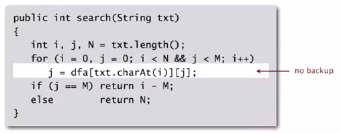 public int search(String txt)
{
int i, j, N = txt.length();
for (i = 0, j = 0; i < N && j < M; i++)
j = dfa[txt.charAt(i)][j];
no backup
if (j == M) return i - M;
else return N;
}